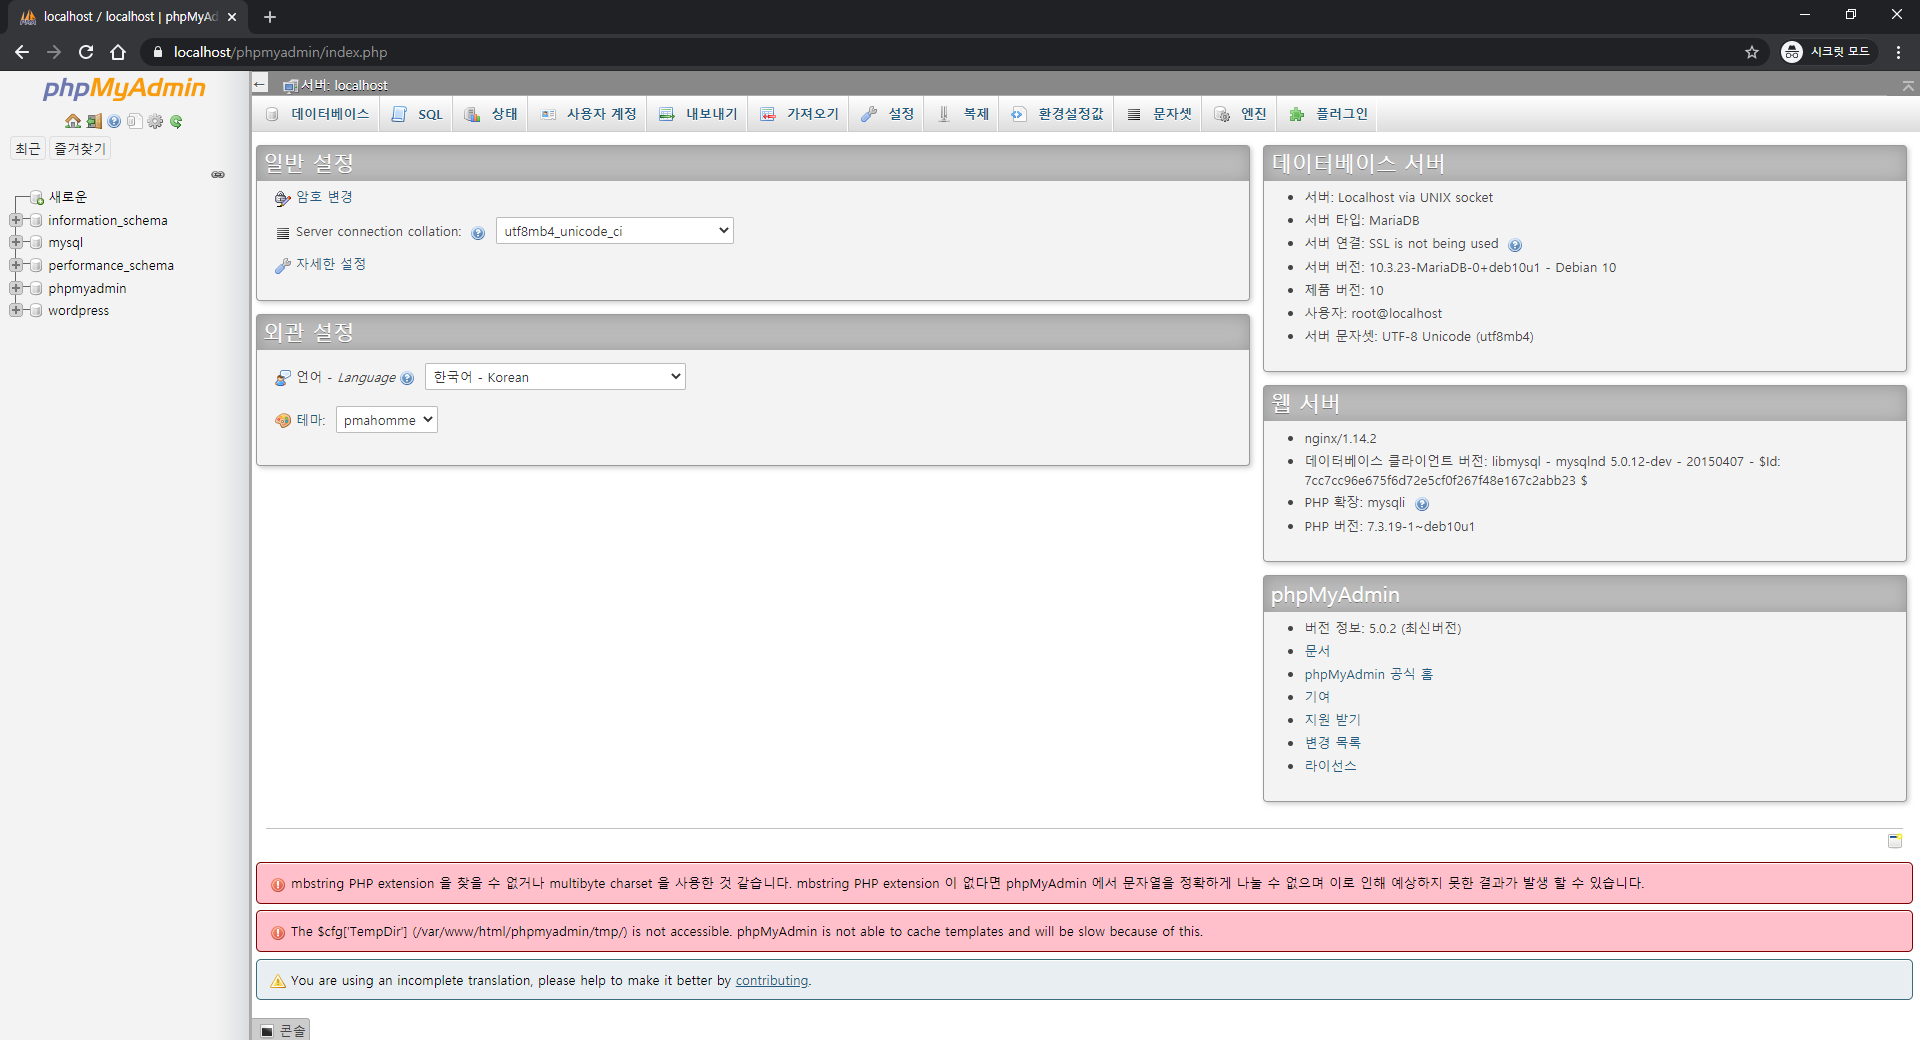 localhost / localhost | phpMyAd
localhost/phpmyadmin/index.php
시크릿 모드
phpMyAdmin
최근 즐겨찾기
새로운
information_schema
mysql
performance_schema
phpmyadmin
wordpress
서버: localhost
데이터베이스 SQL 상태 사용자 계정 내보내기 가져오기 설정 복제 환경설정값 문자셋 엔진 플러그인
일반 설정
암호 변경
Server connection collation: utf8mb4_unicode_ci
자세한 설정
외관 설정
언어 - Language 한국어 - Korean
테마: pmahomme
데이터베이스 서버
서버: Localhost via UNIX socket
서버 타입: MariaDB
서버 연결: SSL is not being used
서버 버전: 10.3.23-MariaDB-0+deb10u1 - Debian 10
제품 버전: 10
사용자: root@localhost
서버 문자셋: UTF-8 Unicode (utf8mb4)
웹 서버
nginx/1.14.2
데이터베이스 클라이언트 버전: libmysql - mysqlnd 5.0.12-dev - 20150407 - $Id:
7cc7cc96e675f6d72e5cf0f267f48e167c2abb23 $
PHP 확장: mysqli
PHP 버전: 7.3.19-1~deb10u1
phpMyAdmin
버전 정보: 5.0.2 (최신버전)
문서
phpMyAdmin 공식 홈
기여
지원 받기
변경 목록
라이선스
mbstring PHP extension 을 찾을 수 없거나 multibyte charset 을 사용한 것 같습니다. mbstring PHP extension 이 없다면 phpMyAdmin 에서 문자열을 정확하게 나눌 수 없으며 이로 인해 예상하지 못한 결과가 발생 할 수 있습니다.
The $cfg['TempDir'] (/var/www/html/phpmyadmin/tmp/) is not accessible. phpMyAdmin is not able to cache templates and will be slow because of this.
You are using an incomplete translation, please help to make it better by contributing.
콘솔